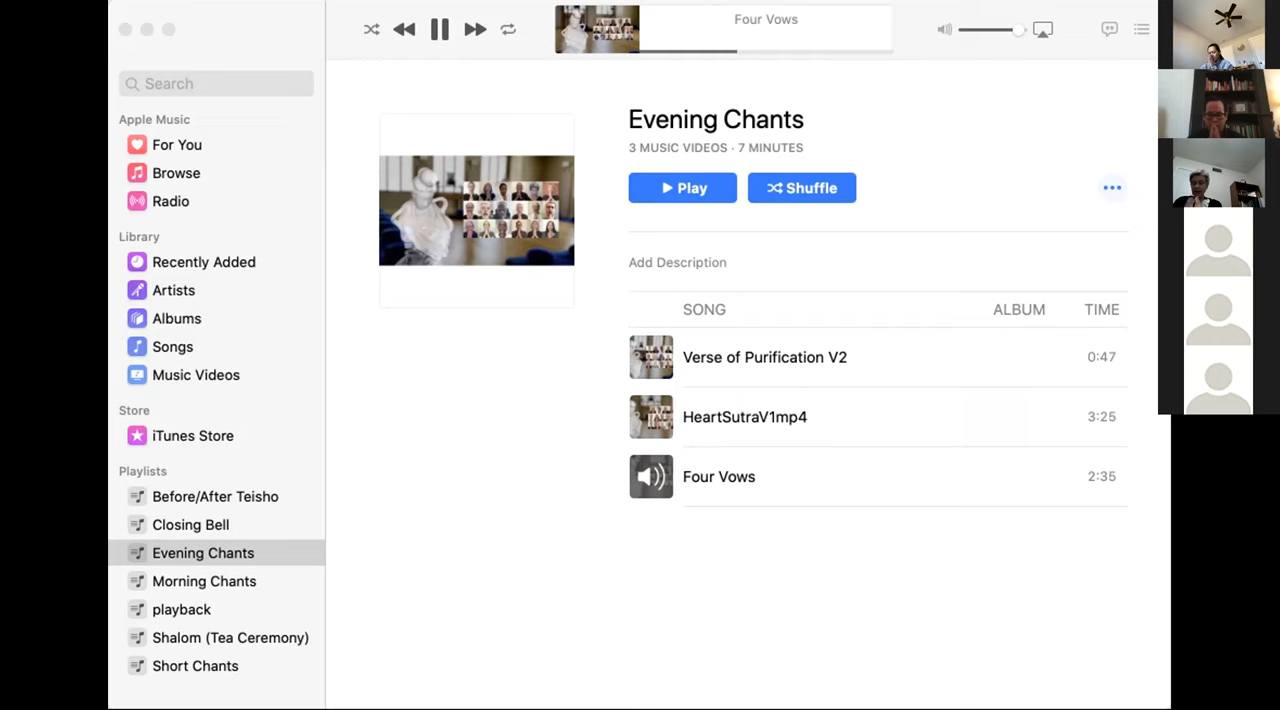 Four Vows
Search
Apple Music
For You
Browse
Radio
Library
Recently Added
Artists
Albums
Songs
Music Videos
Store
iTunes Store
Playlists
Before/After Teisho
Closing Bell
Evening Chants
Morning Chants
playback
Shalom (Tea Ceremony)
Short Chants
Evening Chants
3 MUSIC VIDEOS · 7 MINUTES
Play Shuffle
Add Description
SONG ALBUM TIME
Verse of Purification V2 0:47
HeartSutraV1mp4 3:25
Four Vows 2:35